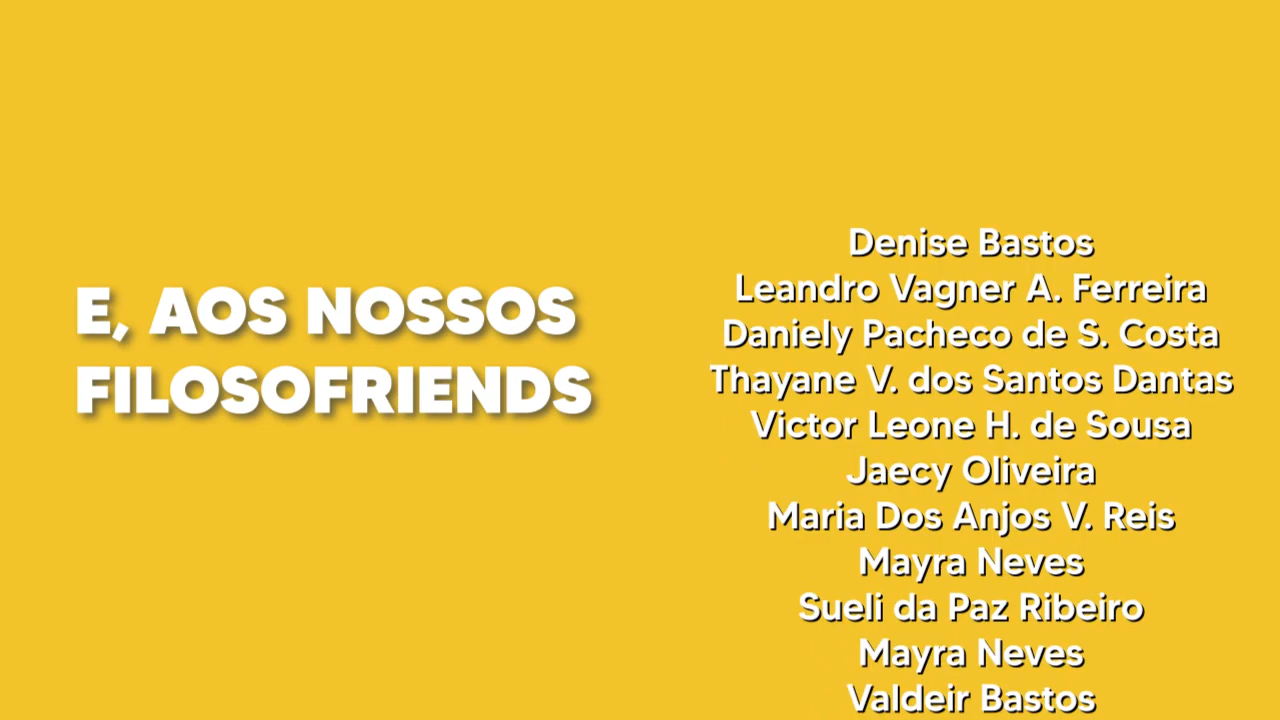 E, AOS NOSSOS
FILOSOFRIENDS
Denise Bastos
Leandro Vagner A. Ferreira
Daniely Pacheco de S. Costa
Thayane V. dos Santos Dantas
Victor Leone H. de Sousa
Jaecy Oliveira
Maria Dos Anjos V. Reis
Mayra Neves
Sueli da Paz Ribeiro
Mayra Neves
Valdeir Bastos